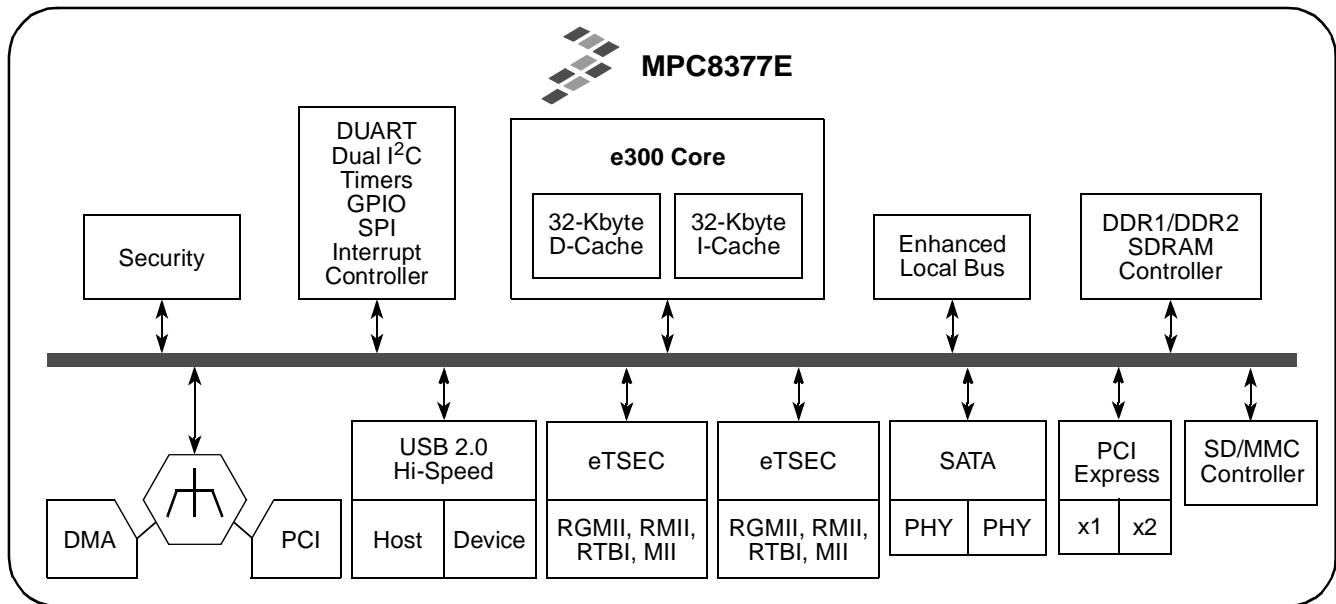 MPC8377E
DUART
Dual I²C
Timers
GPIO
SPI
Interrupt
Controller
e300 Core
32-Kbyte
D-Cache
32-Kbyte
I-Cache
Security
Enhanced
Local Bus
DDR1/DDR2
SDRAM
Controller
DMA
PCI
USB 2.0
Hi-Speed
Host
Device
eTSEC
RGMII, RMII,
RTBI, MII
eTSEC
RGMII, RMII,
RTBI, MII
SATA
PHY
PHY
PCI
Express
x1
x2
SD/MMC
Controller